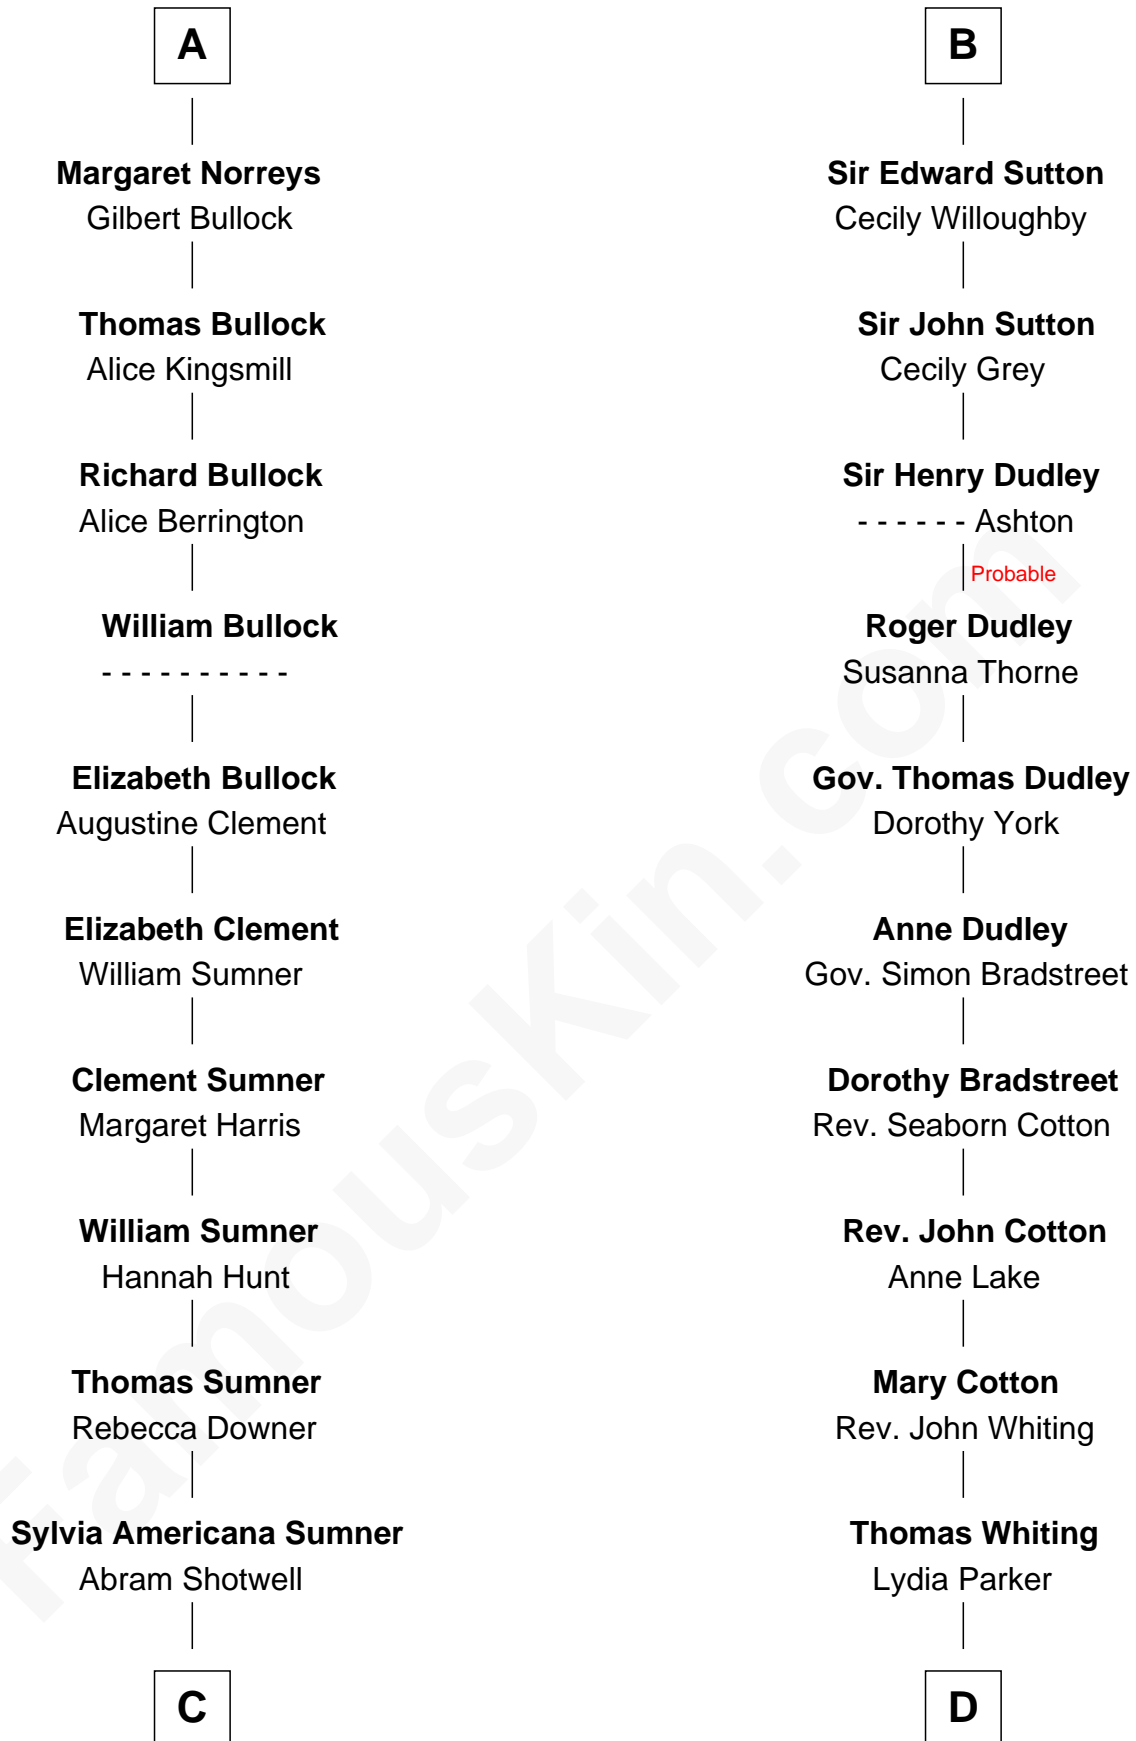 A
Margaret Norreys
Gilbert Bullock
Thomas Bullock
Alice Kingsmill
Richard Bullock
Alice Berrington
William Bullock
- - - - - - - - - -
Elizabeth Bullock
Augustine Clement
Elizabeth Clement
William Sumner
Clement Sumner
Margaret Harris
William Sumner
Hannah Hunt
Thomas Sumner
Rebecca Downer
Sylvia Americana Sumner
Abram Shotwell
C
B
Sir Edward Sutton
Cecily Willoughby
Sir John Sutton
Cecily Grey
Sir Henry Dudley
- - - - - - Ashton
Probable
Roger Dudley
Susanna Thorne
Gov. Thomas Dudley
Dorothy York
Anne Dudley
Gov. Simon Bradstreet
Dorothy Bradstreet
Rev. Seaborn Cotton
Rev. John Cotton
Anne Lake
Mary Cotton
Rev. John Whiting
Thomas Whiting
Lydia Parker
D
FamousKin.com